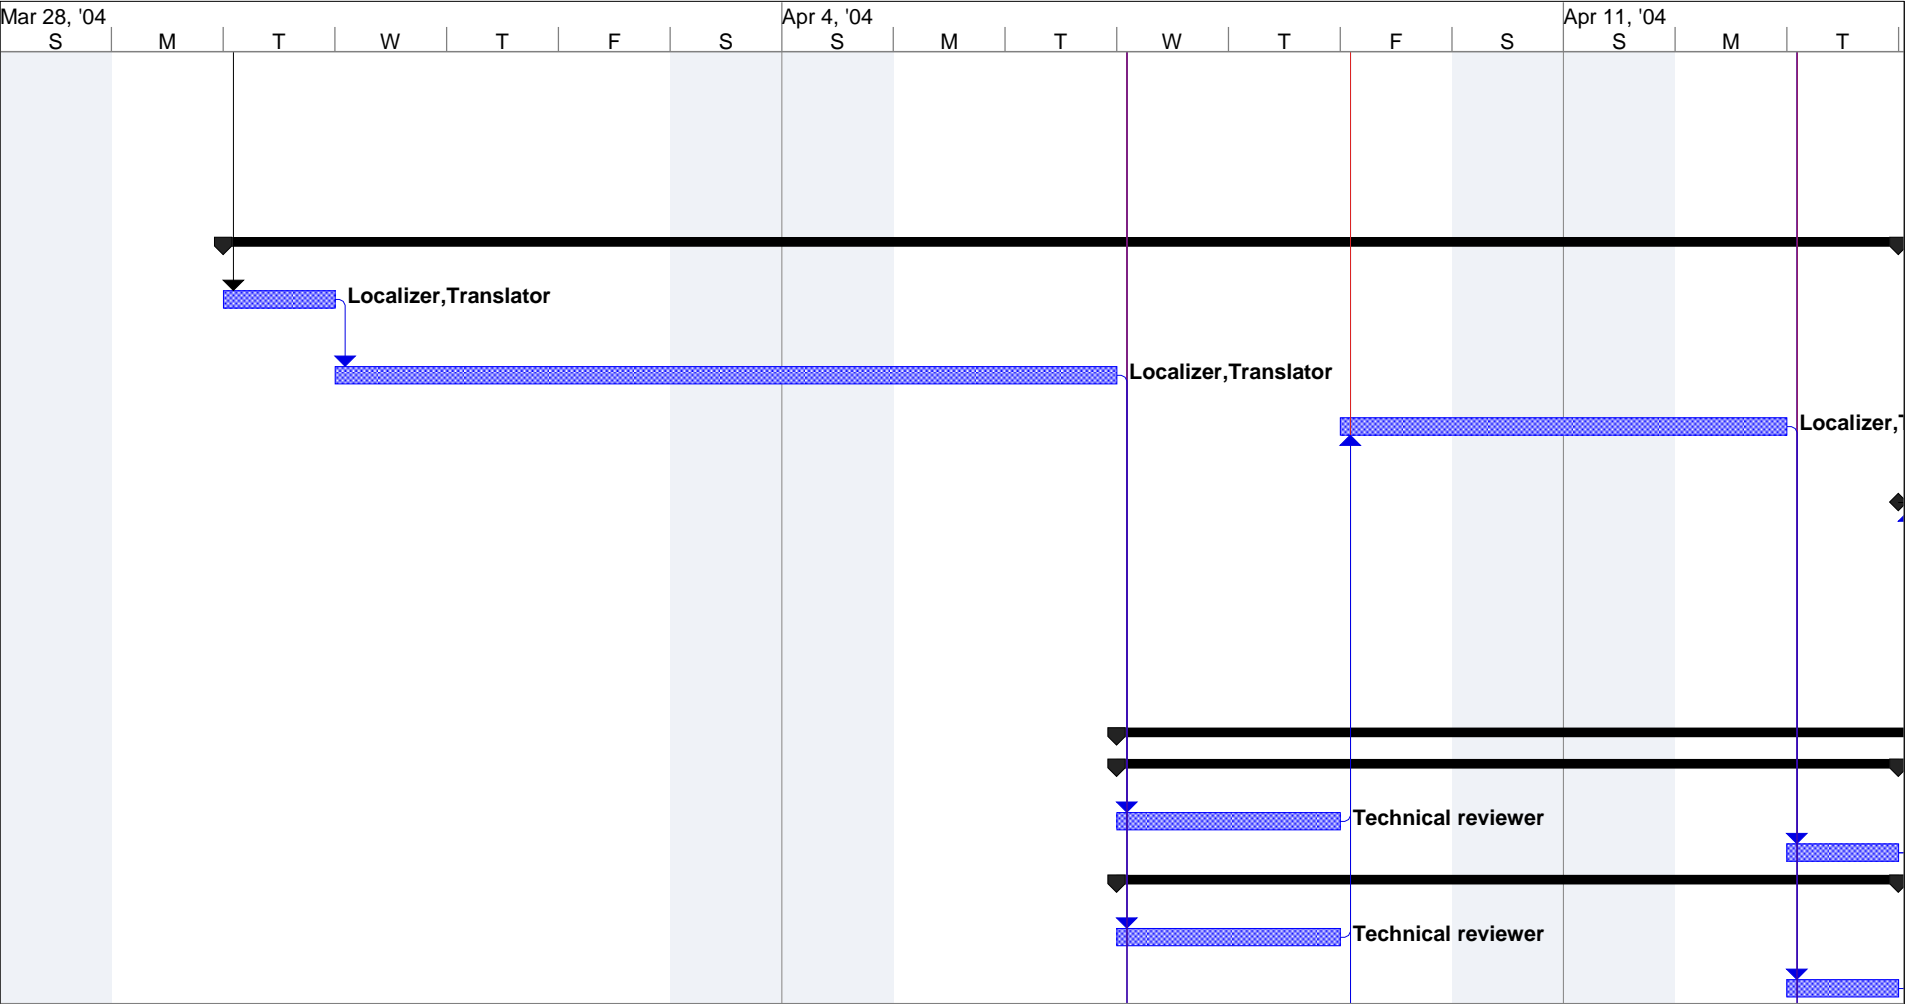 Mar 28, '04 Apr 4, '04 Apr 11, '04
S M T W T F S S M T W T F S S M T
Localizer,Translator
Localizer,Translator
Localizer,
Technical reviewer
Technical reviewer